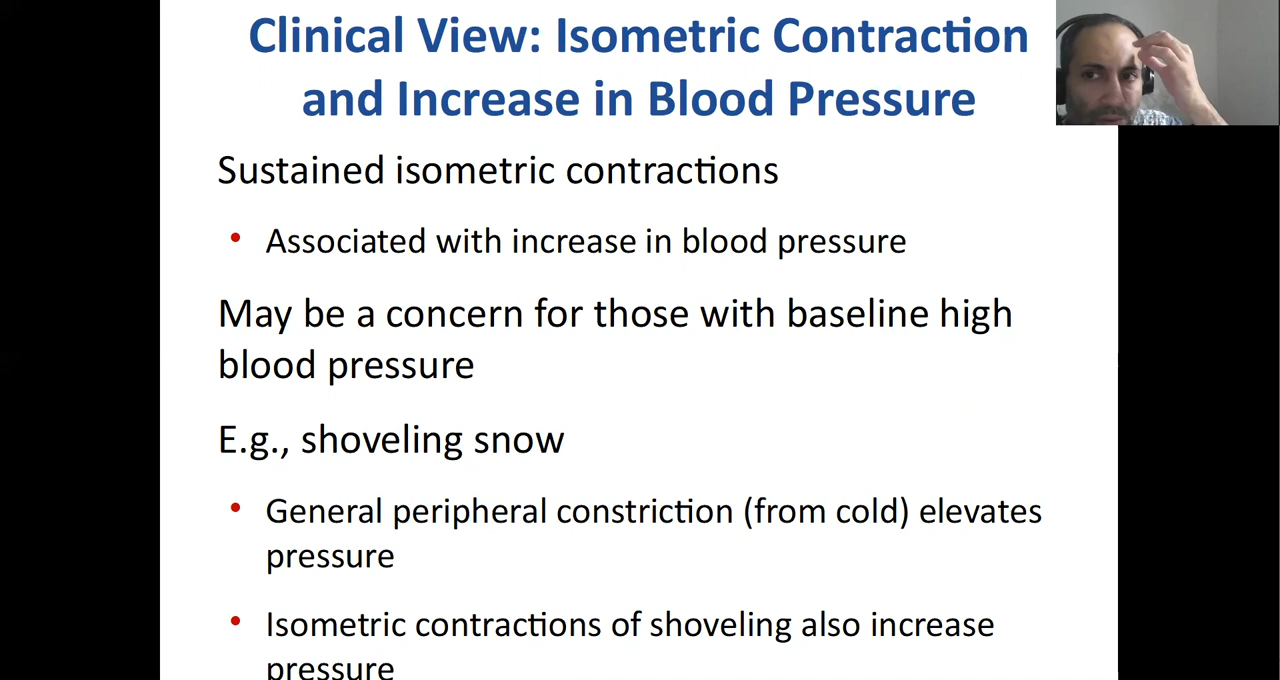 Clinical View: Isometric Contraction
and Increase in Blood Pressure
Sustained isometric contractions
• Associated with increase in blood pressure
May be a concern for those with baseline high
blood pressure
E.g., shoveling snow
• General peripheral constriction (from cold) elevates
pressure
• Isometric contractions of shoveling also increase
pressure